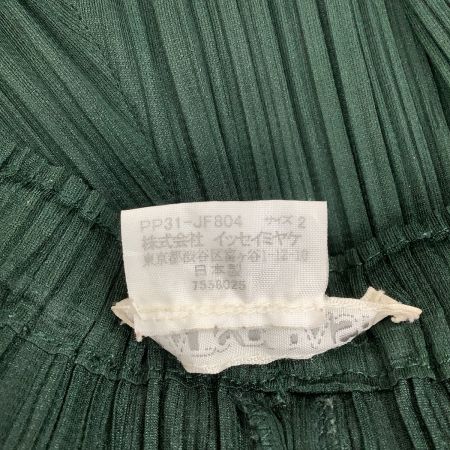 PP31-JF804 サイズ 2
株式会社 イッセイミヤケ
東京都渋谷区富ヶ谷1-12-10
日本製
7538025